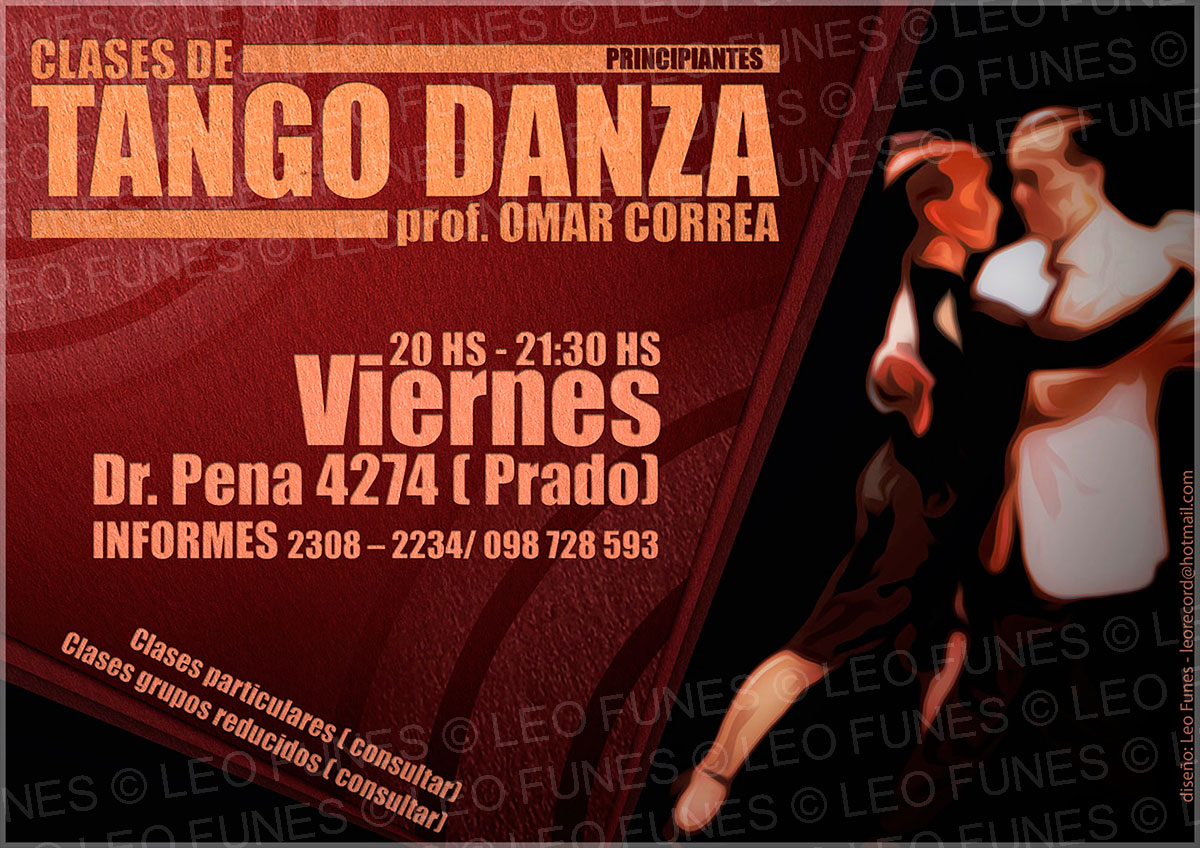 CLASES DE
PRINCIPIANTES
TANGO DANZA
prof. OMAR CORREA
20 HS - 21:30 HS
Viernes
Dr. Pena 4274 ( Prado)
INFORMES 2308 – 2234/ 098 728 593
Clases particulares ( consultar)
Clases grupos reducidos ( consultar)
diseño: Leo Funes - leorecord@hotmail.com
© LEO FUNES